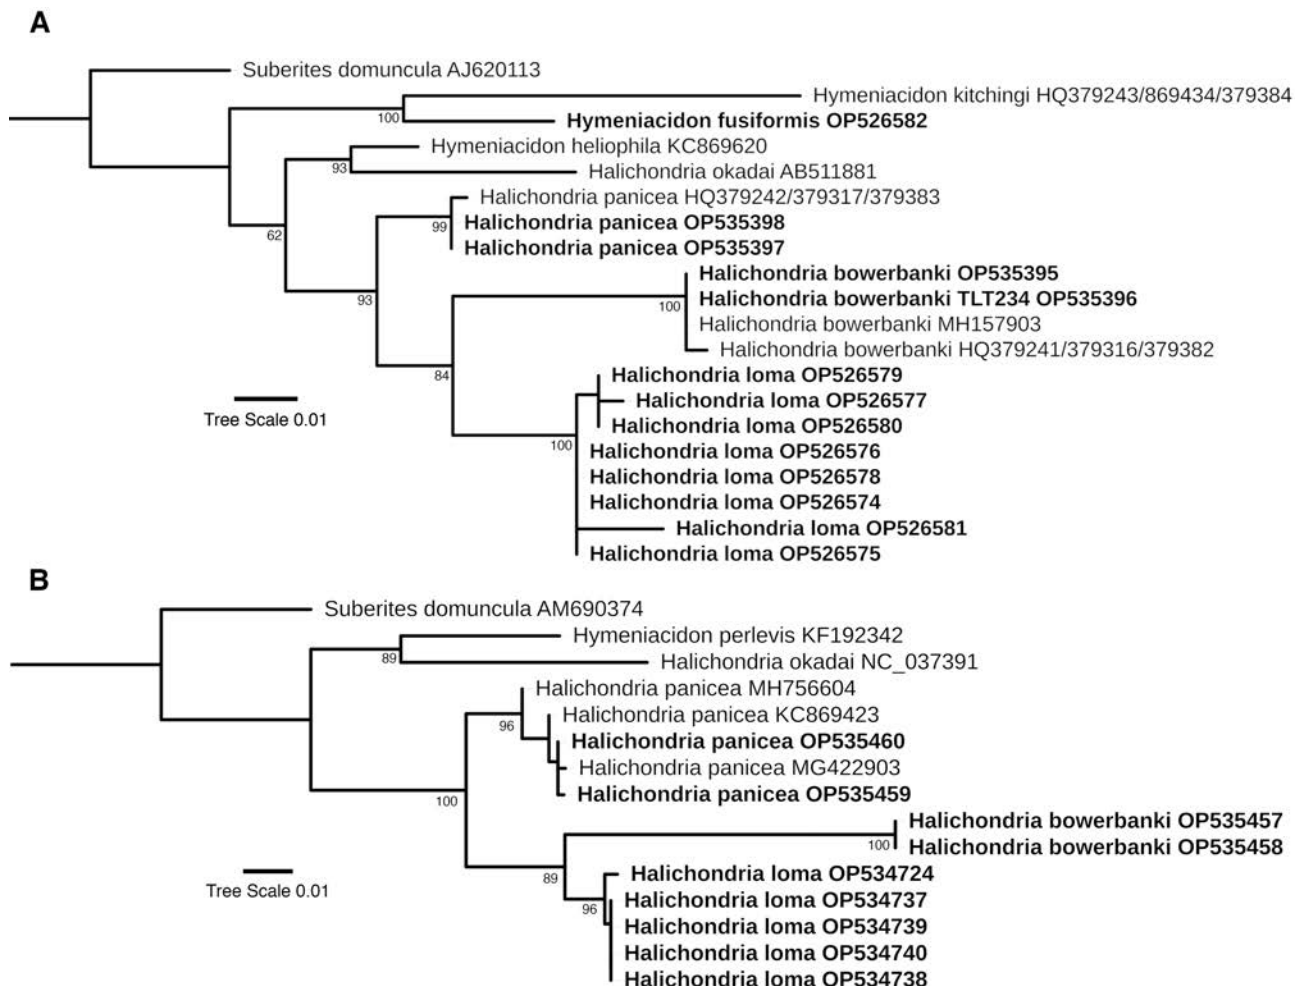 A
Suberites domuncula AJ620113
Hymeniacidon kitchingi HQ379243/869434/379384
100
Hymeniacidon fusiformis OP526582
Hymeniacidon heliophila KC869620
93
Halichondria okadai AB511881
Halichondria panicea HQ379242/379317/379383
99
Halichondria panicea OP535398
62
Halichondria panicea OP535397
Halichondria bowerbanki OP535395
93
100
Halichondria bowerbanki TLT234 OP535396
Halichondria bowerbanki MH157903
Halichondria bowerbanki HQ379241/379316/379382
84
Halichondria loma OP526579
Halichondria loma OP526577
Tree Scale 0.01
Halichondria loma OP526580
100
Halichondria loma OP526576
Halichondria loma OP526578
Halichondria loma OP526574
Halichondria loma OP526581
Halichondria loma OP526575
B
Suberites domuncula AM690374
Hymeniacidon perlevis KF192342
89
Halichondria okadai NC_037391
Halichondria panicea MH756604
96
Halichondria panicea KC869423
Halichondria panicea OP535460
Halichondria panicea MG422903
100
Halichondria panicea OP535459
Halichondria bowerbanki OP535457
100
Halichondria bowerbanki OP535458
89
Halichondria loma OP534724
Tree Scale 0.01
96
Halichondria loma OP534737
Halichondria loma OP534739
Halichondria loma OP534740
Halichondria loma OP534738